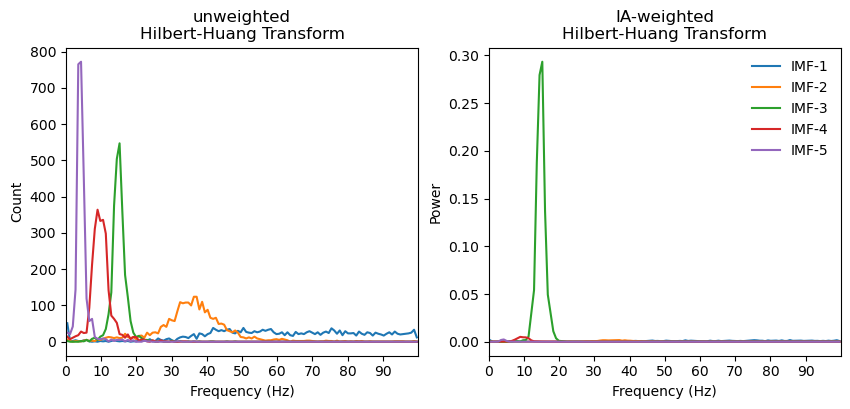 unweighted
Hilbert-Huang Transform
800
700
600
500
400
300
200
100
0
Count
0 10 20 30 40 50 60 70 80 90
Frequency (Hz)
IA-weighted
Hilbert-Huang Transform
0.30
0.25
0.20
0.15
0.10
0.05
0.00
Power
IMF-1
IMF-2
IMF-3
IMF-4
IMF-5
0 10 20 30 40 50 60 70 80 90
Frequency (Hz)